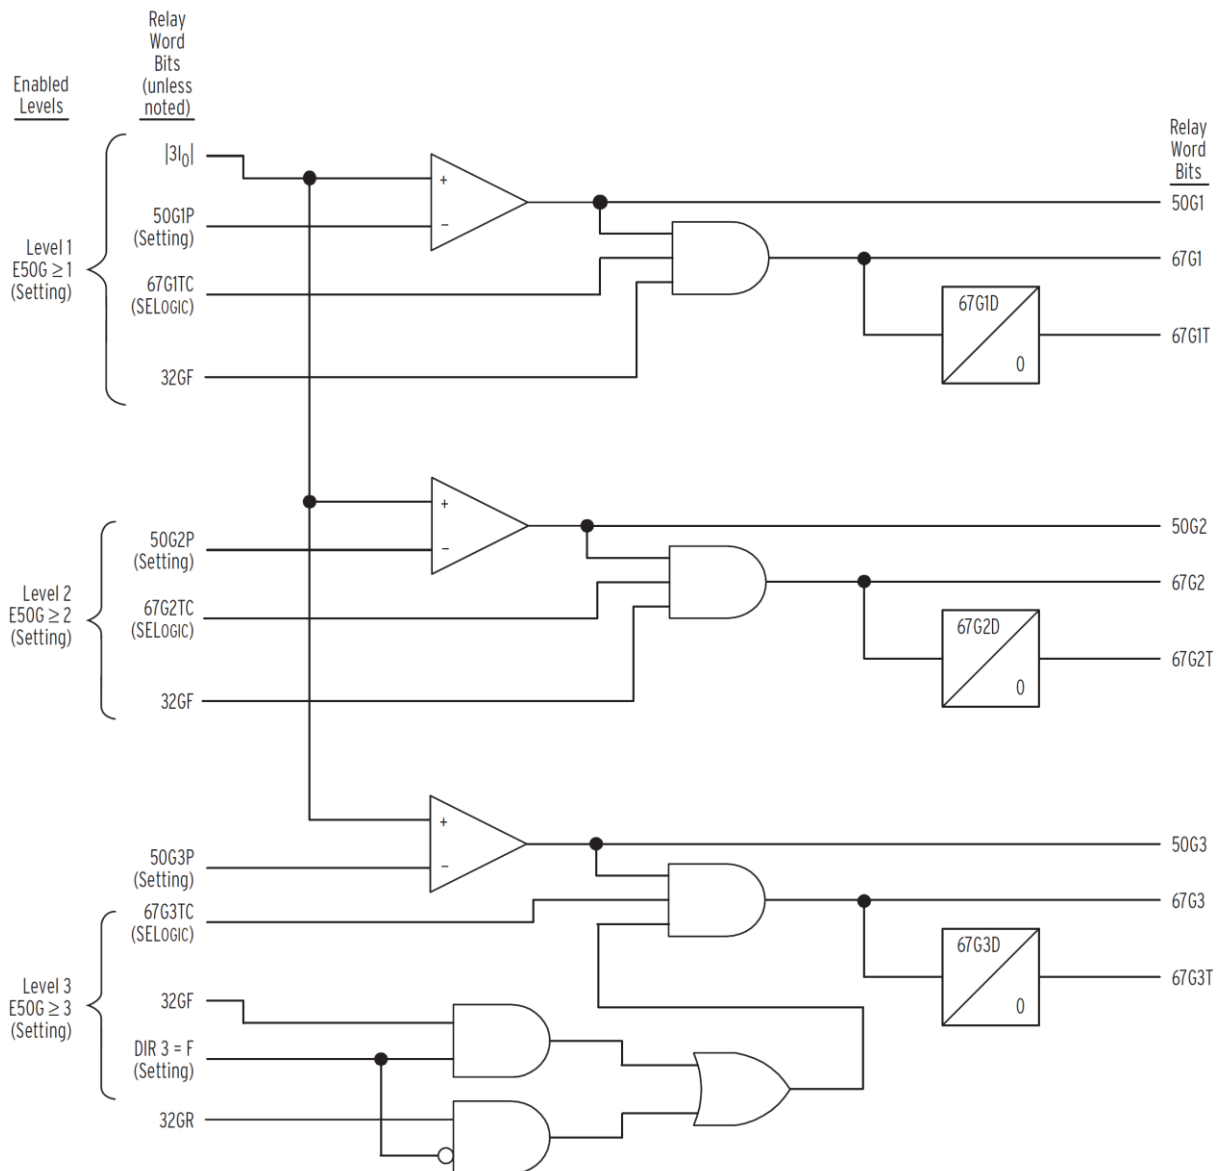 Relay
Word
Bits
(unless
noted)
Enabled
Levels
Relay
Word
Bits
|3I₀|
+
50G1
50G1P
(Setting)
−
Level 1
E50G ≥ 1
(Setting)
67G1
67G1TC
(SELOGIC)
67G1D
0
67G1T
32GF
+
50G2
50G2P
(Setting)
−
Level 2
E50G ≥ 2
(Setting)
67G2
67G2TC
(SELOGIC)
67G2D
0
67G2T
32GF
+
50G3
50G3P
(Setting)
−
67G3
67G3TC
(SELOGIC)
67G3D
0
67G3T
Level 3
E50G ≥ 3
(Setting)
32GF
DIR 3 = F
(Setting)
32GR